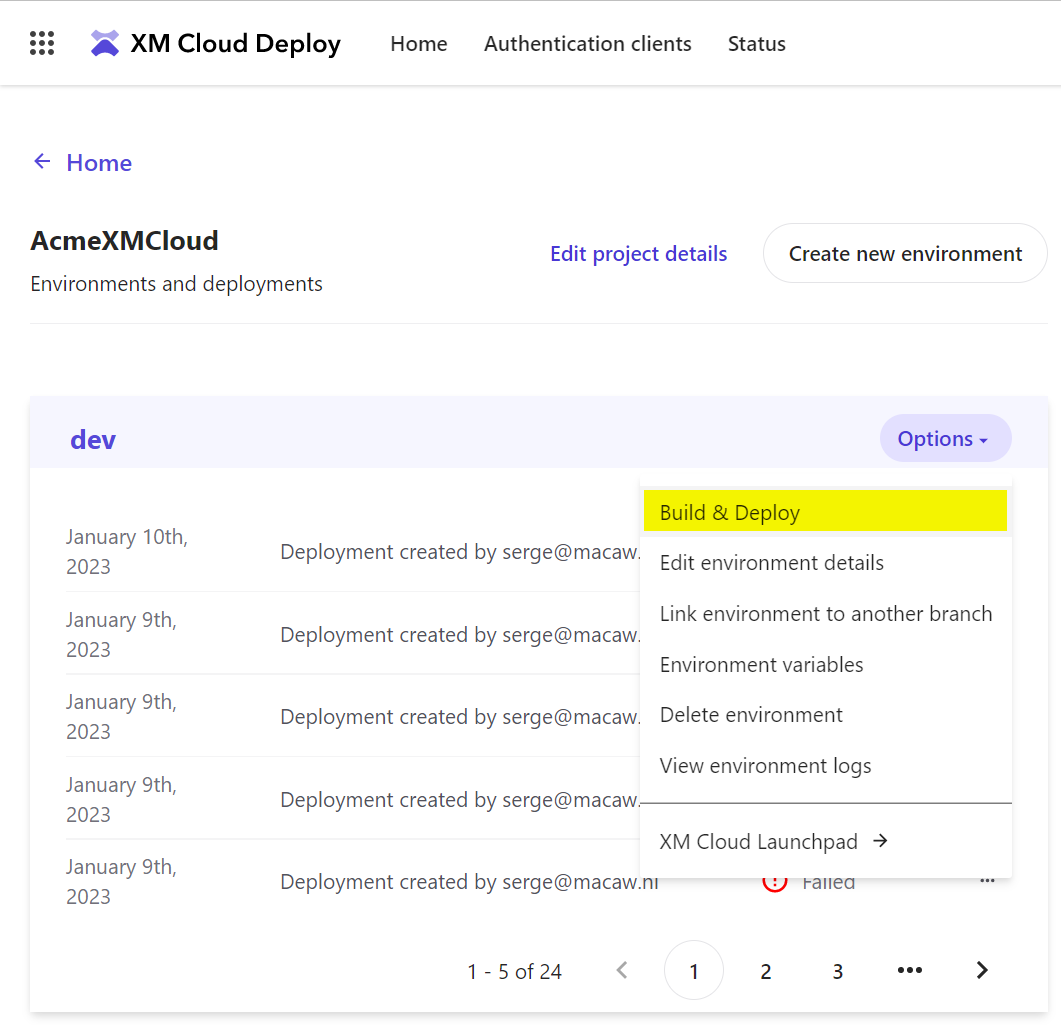 XM Cloud Deploy Home Authentication clients Status
← Home
AcmeXMCloud
Edit project details Create new environment
Environments and deployments
dev Options
Build & Deploy
January 10th,
2023
Deployment created by serge@macaw.
Edit environment details
Link environment to another branch
January 9th,
2023
Deployment created by serge@macaw.
Environment variables
January 9th,
2023
Deployment created by serge@macaw.
Delete environment
View environment logs
January 9th,
2023
Deployment created by serge@macaw.
XM Cloud Launchpad →
January 9th,
2023
Deployment created by serge@macaw.nl Failed ...
1 - 5 of 24 < 1 2 3 ••• >